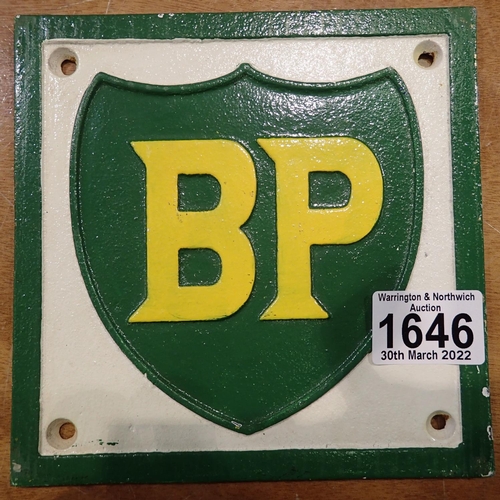 BP
Warrington & Northwich
Auction
1646
30th March 2022